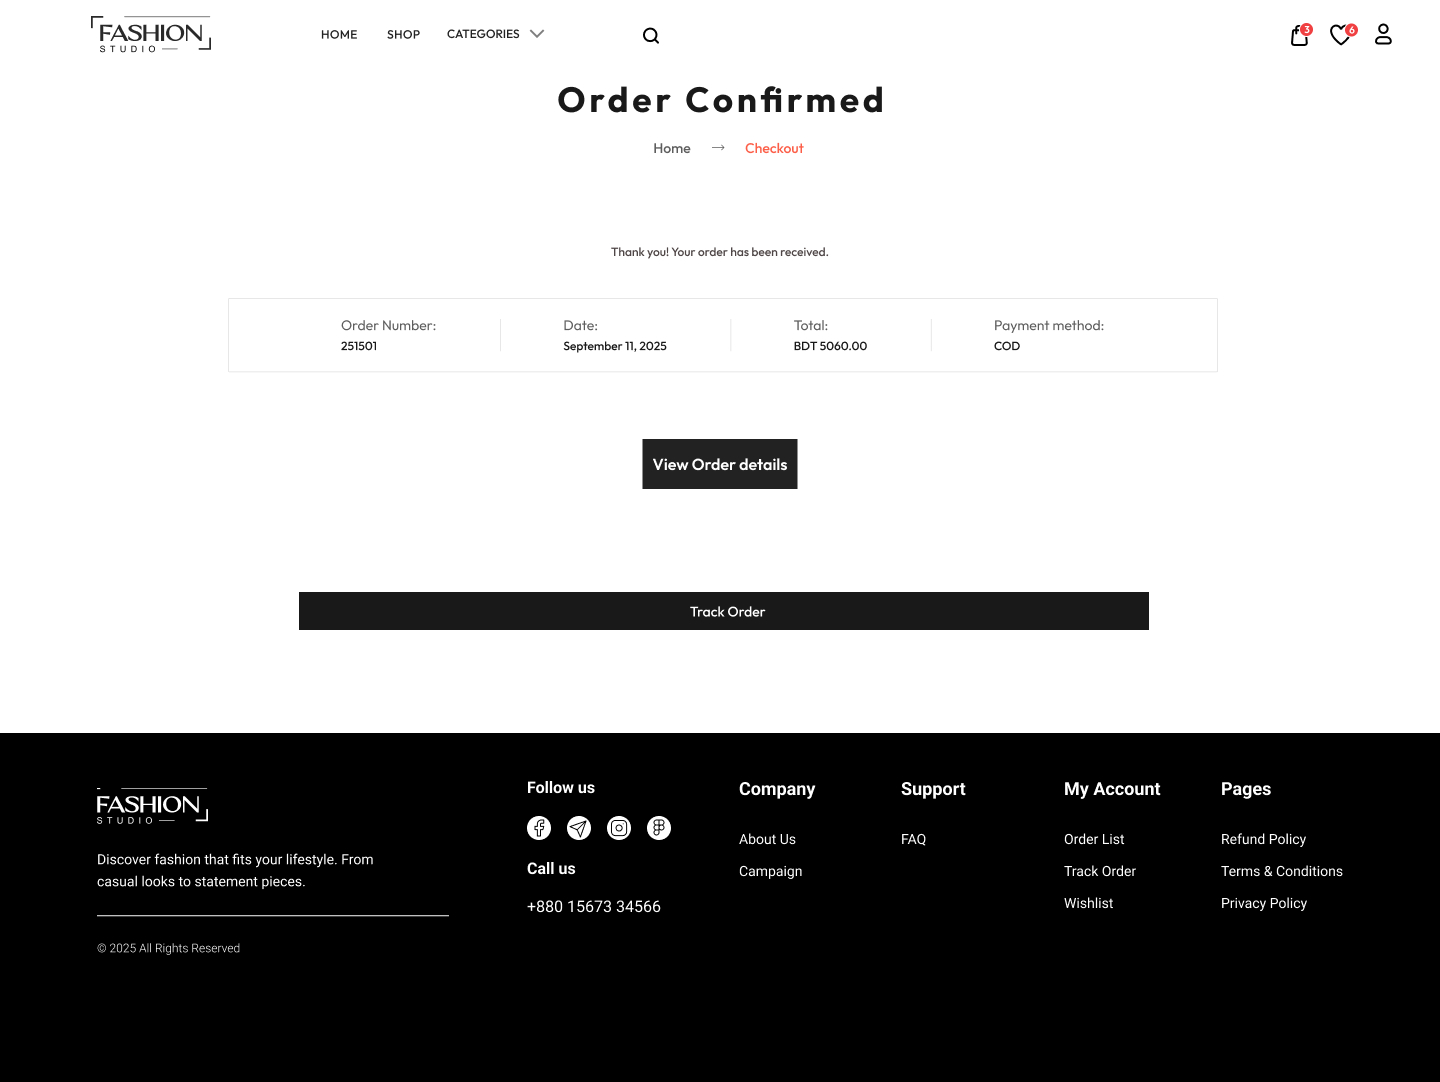 FASHION
STUDIO
HOME SHOP CATEGORIES
3 6
Order Confirmed
Home → Checkout
Thank you! Your order has been received.
Order Number: Date: Total: Payment method:
251501 September 11, 2025 BDT 5060.00 COD
View Order details
Track Order
FASHION
STUDIO
Discover fashion that fits your lifestyle. From
casual looks to statement pieces.
© 2025 All Rights Reserved
Follow us
Call us
+880 15673 34566
Company
About Us
Campaign
Support
FAQ
My Account
Order List
Track Order
Wishlist
Pages
Refund Policy
Terms & Conditions
Privacy Policy